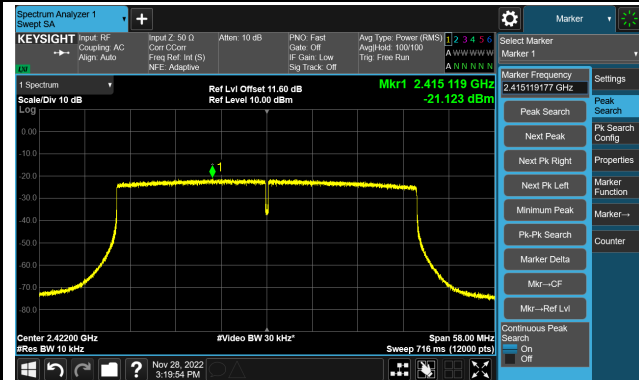 Spectrum Analyzer 1
Swept SA
KEYSIGHT
Input: RF
Coupling: AC
Align: Auto
Input Z: 50 Ω
Corr CCorr
Freq Ref: Int (S)
NFE: Adaptive
Atten: 10 dB
PNO: Fast
Gate: Off
IF Gain: Low
Sig Track: Off
Avg Type: Power (RMS)
Avg|Hold: 100/100
Trig: Free Run
1 2 3 4 5 6
A W W W W W
A N N N N N
LXI
1 Spectrum
Scale/Div 10 dB
Ref Lvl Offset 11.60 dB
Ref Level 10.00 dBm
Mkr1 2.415 119 GHz
-21.123 dBm
Log
0.00
-10.0
-20.0
-30.0
-40.0
-50.0
-60.0
-70.0
-80.0
1
Center 2.42200 GHz
#Res BW 10 kHz
#Video BW 30 kHz*
Span 58.00 MHz
Sweep 716 ms (12000 pts)
?
Nov 28, 2022
3:19:54 PM
Marker
Select Marker
Marker 1
Marker Frequency
2.415119177 GHz
Peak Search
Next Peak
Next Pk Right
Next Pk Left
Minimum Peak
Pk-Pk Search
Marker Delta
Mkr→CF
Mkr→Ref Lvl
Continuous Peak
Search
On
Off
Settings
Peak
Search
Pk Search
Config
Properties
Marker
Function
Marker→
Counter